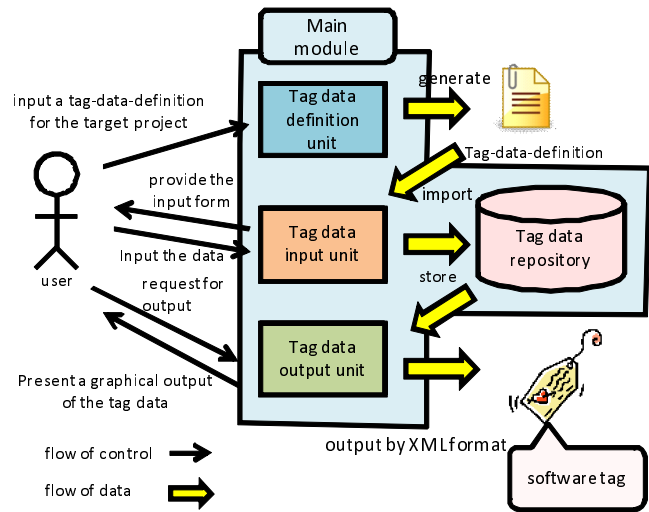 Main
module
input a tag-data-definition
for the target project
Tag data
definition
unit
generate
Tag-data-definition
provide the
input form
import
Tag data
input unit
Tag data
repository
Input the data
user
request for
output
store
Tag data
output unit
Present a graphical output
of the tag data
output by XML format
flow of control
software tag
flow of data